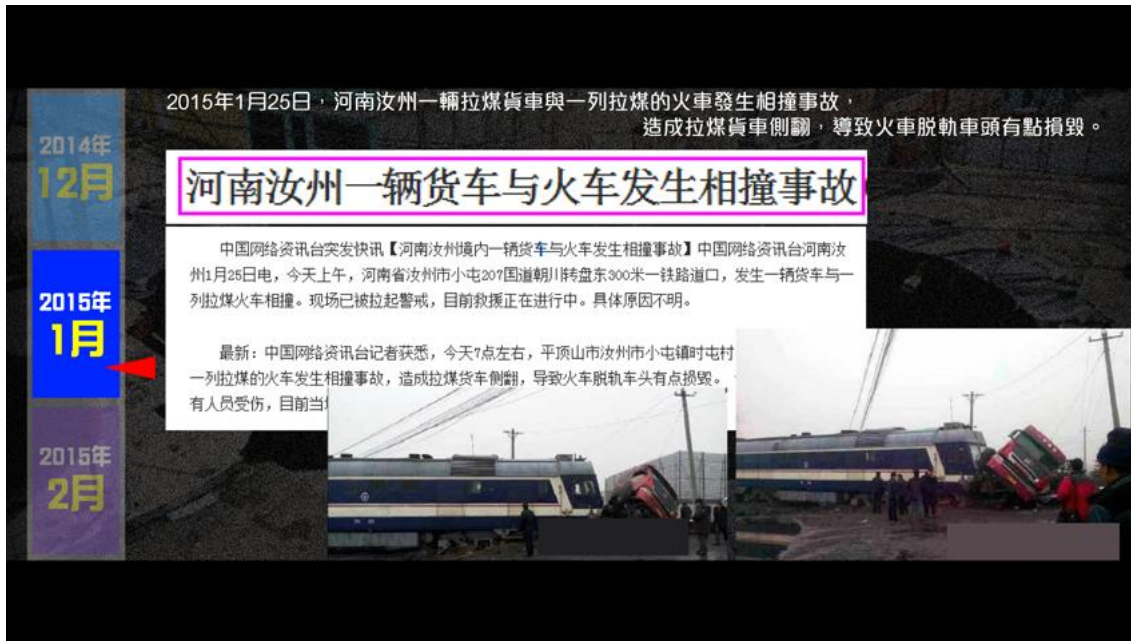 2015年1月25日，河南汝州一輛拉煤貨車與一列拉煤的火車發生相撞事故，
造成拉煤貨車側翻，導致火車脱軌車頭有點損毀。
2014年
12月
2015年
1月
2015年
2月
河南汝州一辆货车与火车发生相撞事故
中国网络资讯台突发快讯【河南汝州境内一辆货车与火车发生相撞事故】中国网络资讯台河南汝
州1月25日电，今天上午，河南省汝州市小屯207国道朝川转盘东300米一铁路道口，发生一辆货车与一
列拉煤火车相撞。现场已被拉起警戒，目前救援正在进行中。具体原因不明。
最新：中国网络资讯台记者获悉，今天7点左右，平顶山市汝州市小屯镇时屯村
一列拉煤的火车发生相撞事故，造成拉煤货车侧翻，导致火车脱轨车头有点损毁。
有人员受伤，目前当